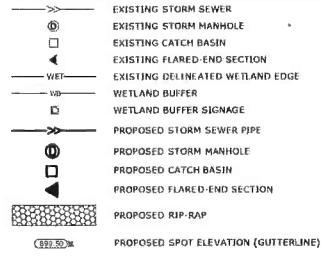 >> EXISTING STORM SEWER
D EXISTING STORM MANHOLE
EXISTING CATCH BASIN
EXISTING FLARED-END SECTION
WET EXISTING DELINEATED WETLAND EDGE
WB WETLAND BUFFER
WETLAND BUFFER SIGNAGE
>> PROPOSED STORM SEWER PIPE
D PROPOSED STORM MANHOLE
PROPOSED CATCH BASIN
PROPOSED FLARED-END SECTION
PROPOSED RIP-RAP
899.50 PROPOSED SPOT ELEVATION (GUTTERLINE)